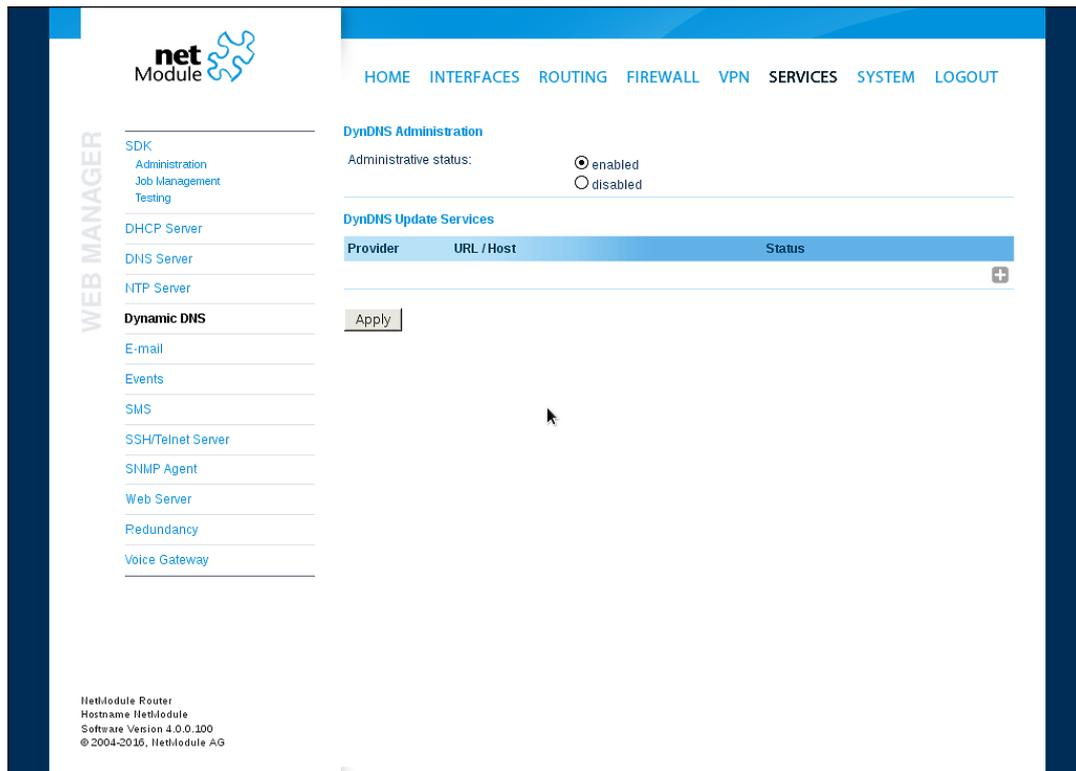 net
Module
HOME INTERFACES ROUTING FIREWALL VPN SERVICES SYSTEM LOGOUT
WEB MANAGER
SDK
Administration
Job Management
Testing
DHCP Server
DNS Server
NTP Server
Dynamic DNS
E-mail
Events
SMS
SSH/Telnet Server
SNMP Agent
Web Server
Redundancy
Voice Gateway
DynDNS Administration
Administrative status:
enabled
disabled
DynDNS Update Services
Provider URL / Host Status
Apply
NetModule Router
Hostname NetModule
Software Version 4.0.0.100
© 2004-2016, NetModule AG